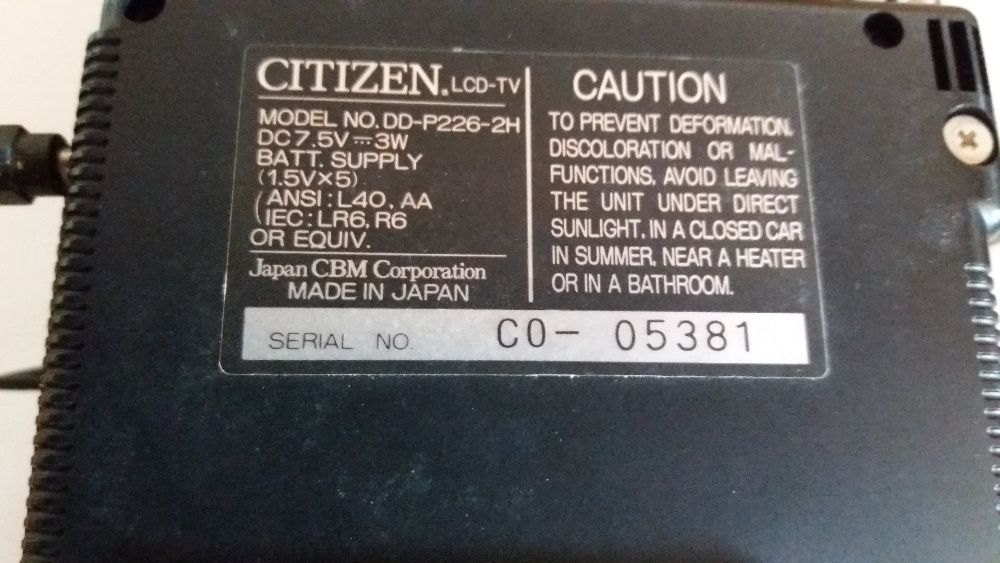 CITIZEN. LCD-TV
MODEL NO. DD-P226-2H
DC 7.5V ⎓ 3W
BATT. SUPPLY
(1.5V×5)
(ANSI : L40, AA
(IEC : LR6, R6
OR EQUIV.
Japan CBM Corporation
MADE IN JAPAN
CAUTION
TO PREVENT DEFORMATION,
DISCOLORATION OR MAL-
FUNCTIONS, AVOID LEAVING
THE UNIT UNDER DIRECT
SUNLIGHT, IN A CLOSED CAR
IN SUMMER, NEAR A HEATER
OR IN A BATHROOM.
SERIAL NO. C0- 05381